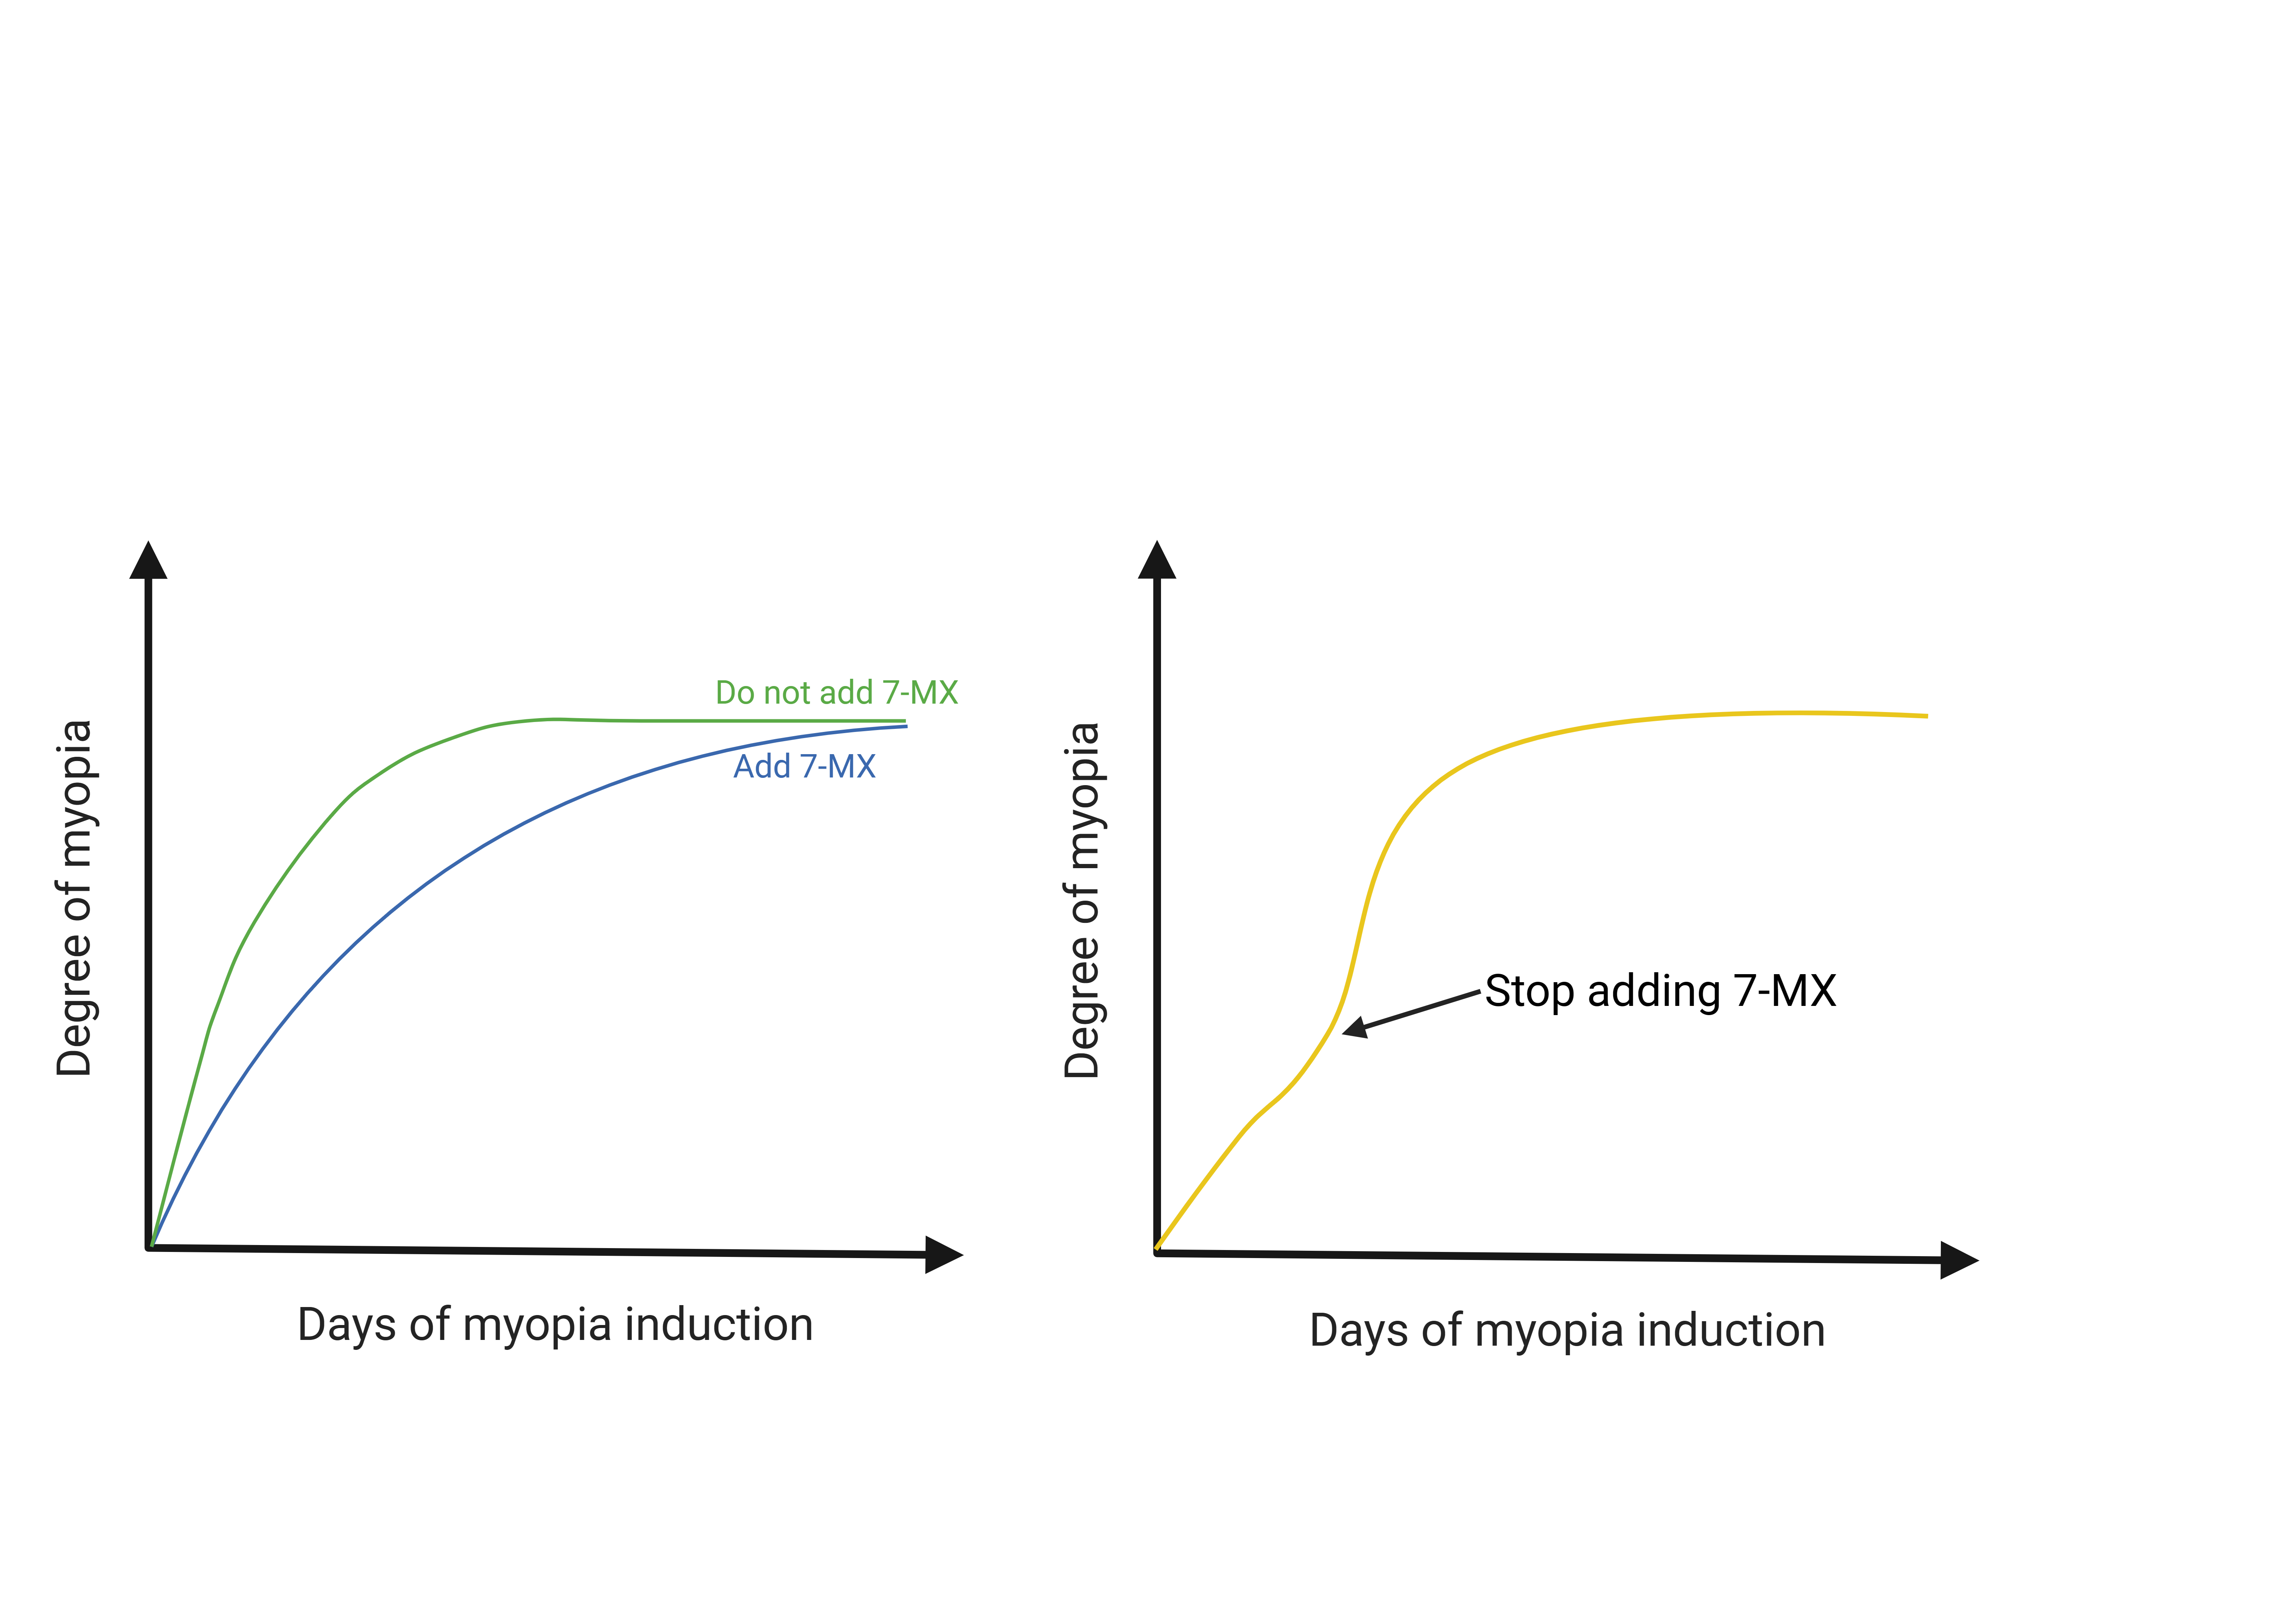 Degree of myopia
Do not add 7-MX
Add 7-MX
Days of myopia induction
Degree of myopia
Stop adding 7-MX
Days of myopia induction